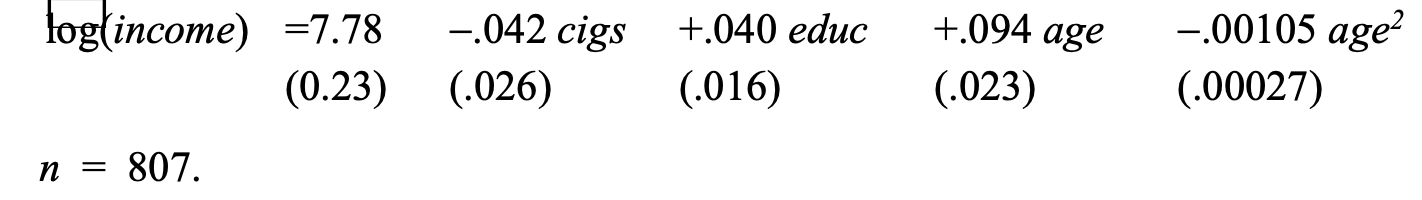 log(income) =7.78 –.042 cigs +.040 educ +.094 age –.00105 age²
(0.23) (.026) (.016) (.023) (.00027)
n = 807.